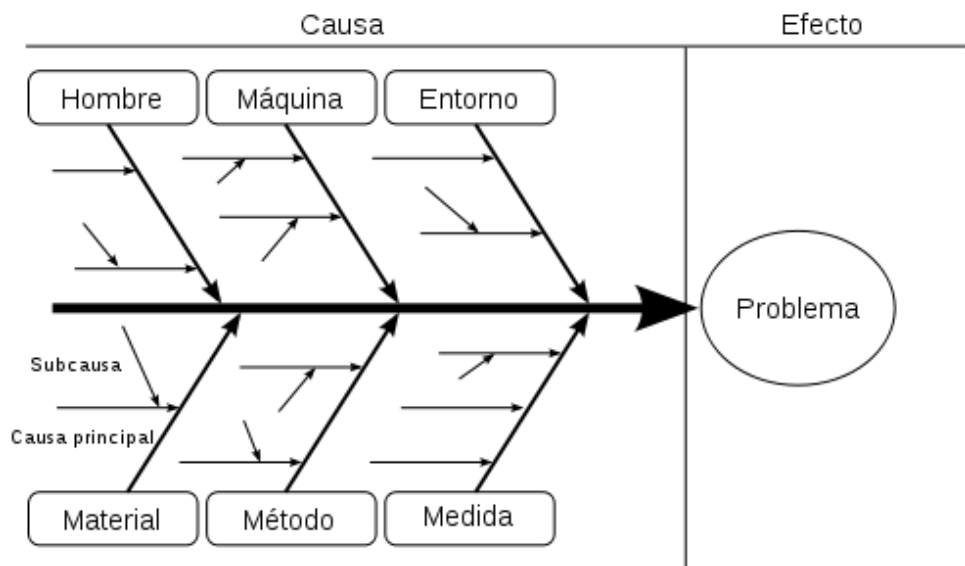 Causa
Efecto
Hombre
Máquina
Entorno
Problema
Subcausa
Causa principal
Material
Método
Medida